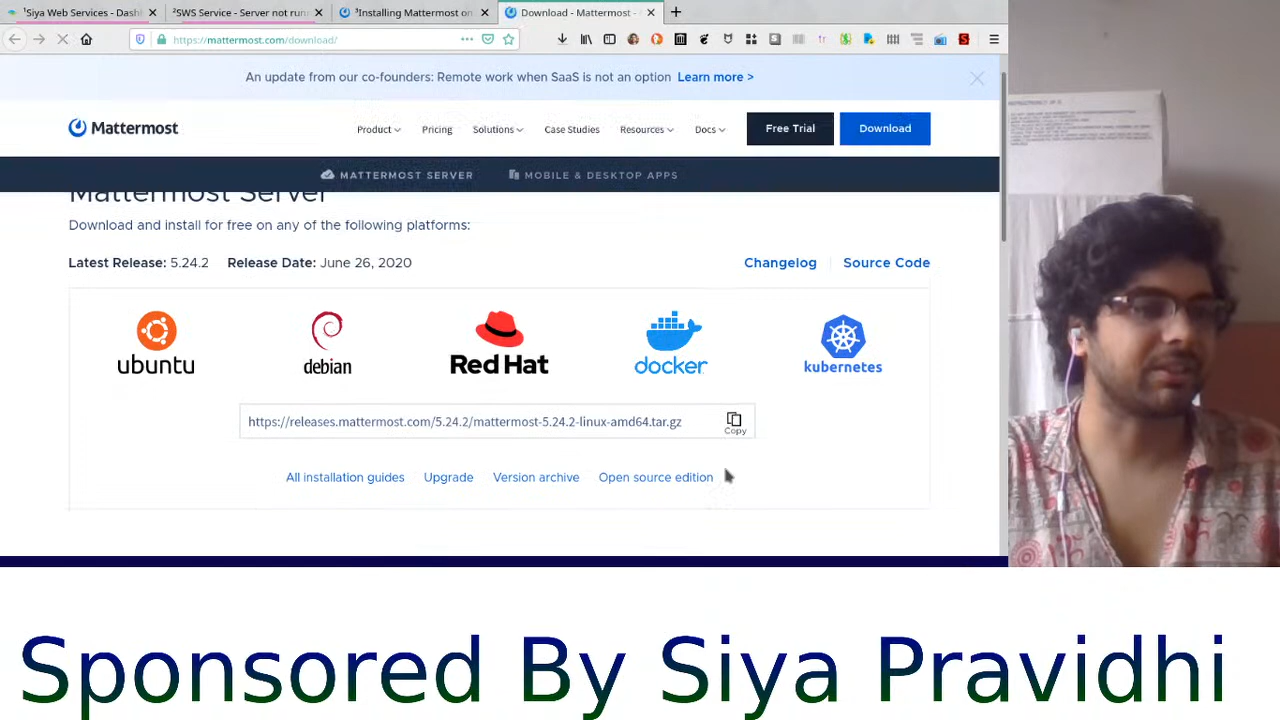 ¹Siya Web Services - Dash
²SWS Service - Server not run
³Installing Mattermost on
Download - Mattermost -
https://mattermost.com/download/
An update from our co-founders: Remote work when SaaS is not an option Learn more >
Mattermost
Product
Pricing
Solutions
Case Studies
Resources
Docs
Free Trial
Download
MATTERMOST SERVER
MOBILE & DESKTOP APPS
Mattermost Server
Download and install for free on any of the following platforms:
Latest Release: 5.24.2 Release Date: June 26, 2020
Changelog
Source Code
ubuntu
debian
Red Hat
docker
kubernetes
https://releases.mattermost.com/5.24.2/mattermost-5.24.2-linux-amd64.tar.gz
Copy
All installation guides
Upgrade
Version archive
Open source edition
Sponsored By Siya Pravidhi